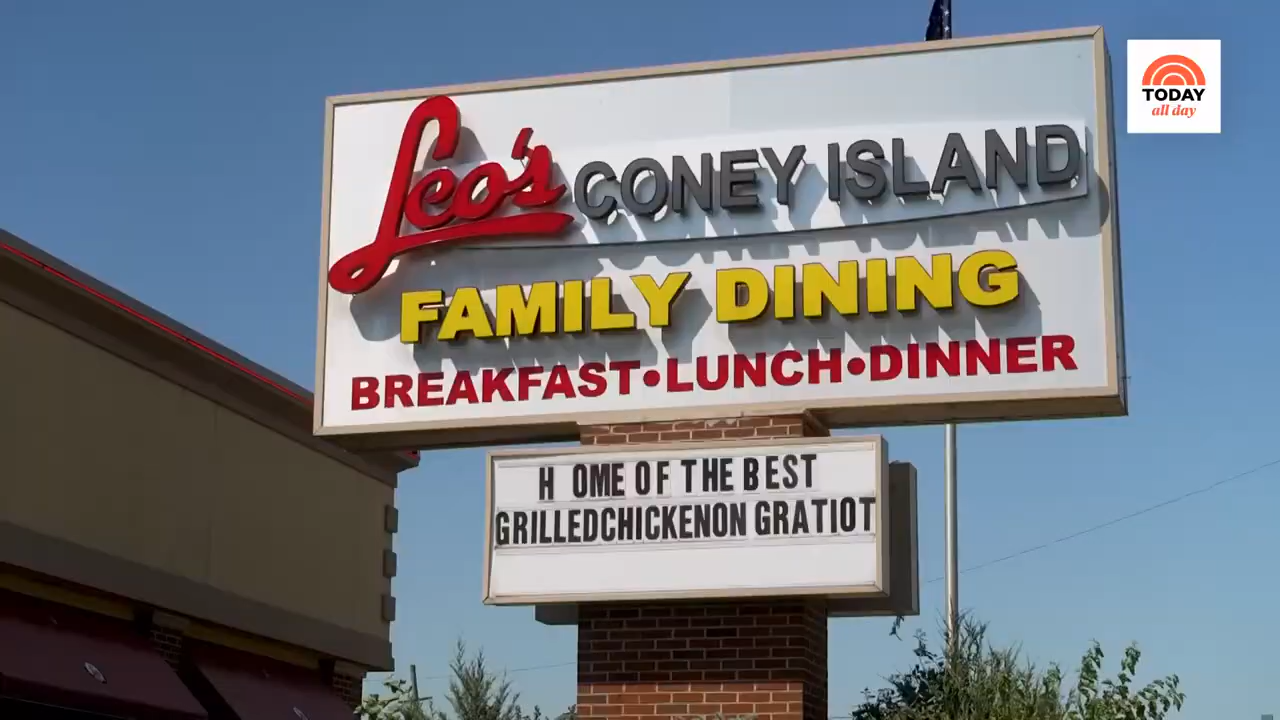 TODAY
all day
Leo's CONEY ISLAND
FAMILY DINING
BREAKFAST•LUNCH•DINNER
H OME OF THE BEST
GRILLEDCHICKENON GRATIOT